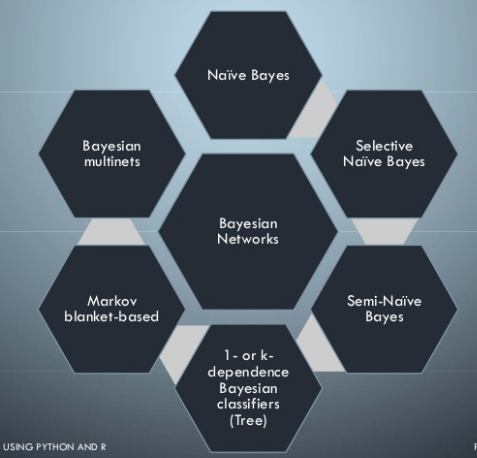 Naïve Bayes
Bayesian
multinets
Selective
Naïve Bayes
Bayesian
Networks
Markov
blanket-based
Semi-Naïve
Bayes
1- or k-
dependence
Bayesian
classifiers
(Tree)
USING PYTHON AND R